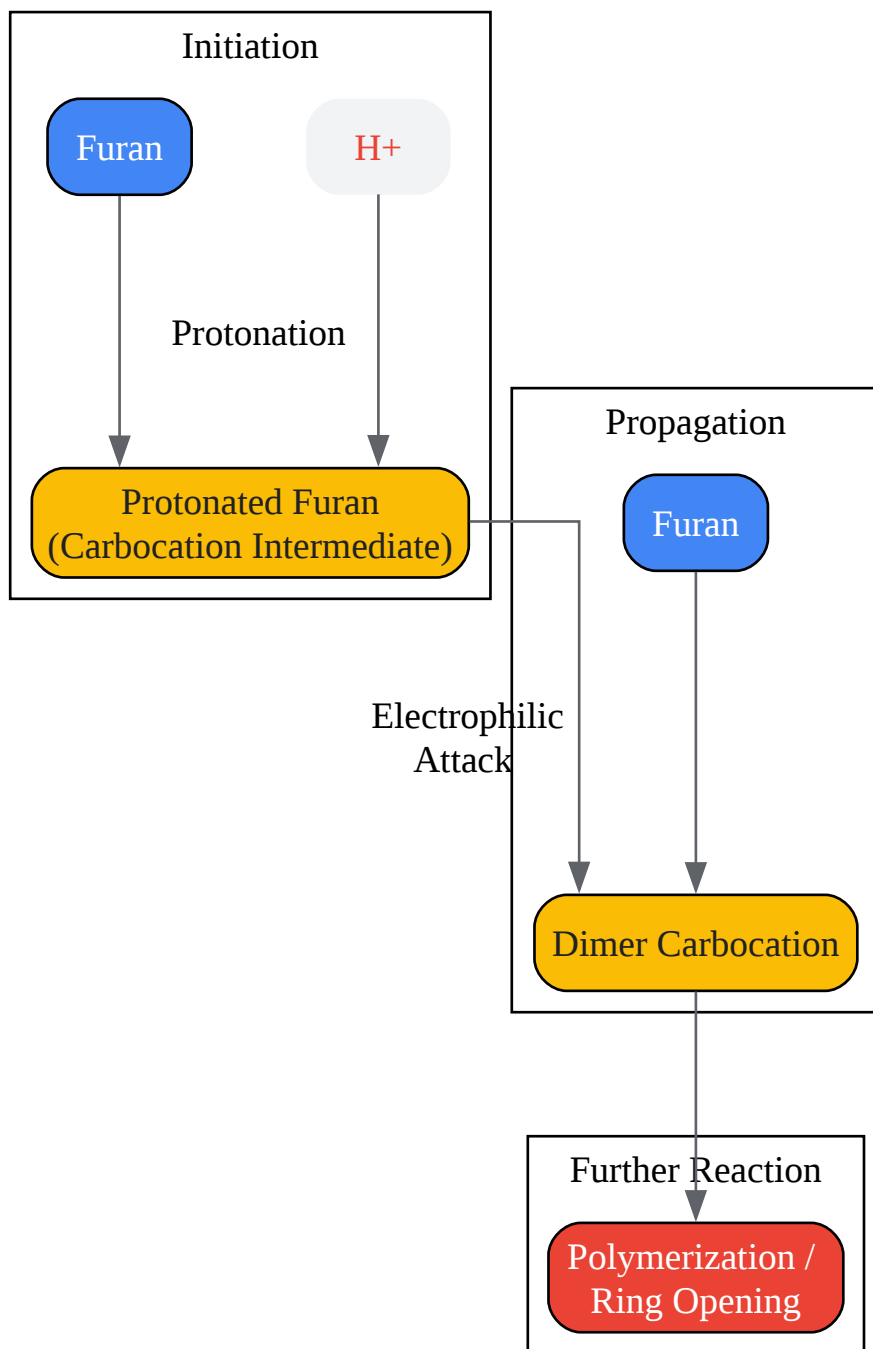 Initiation
Furan
H+
Protonation
Protonated Furan
(Carbocation Intermediate)
Propagation
Furan
Electrophilic
Attack
Dimer Carbocation
Further Reaction
Polymerization /
Ring Opening